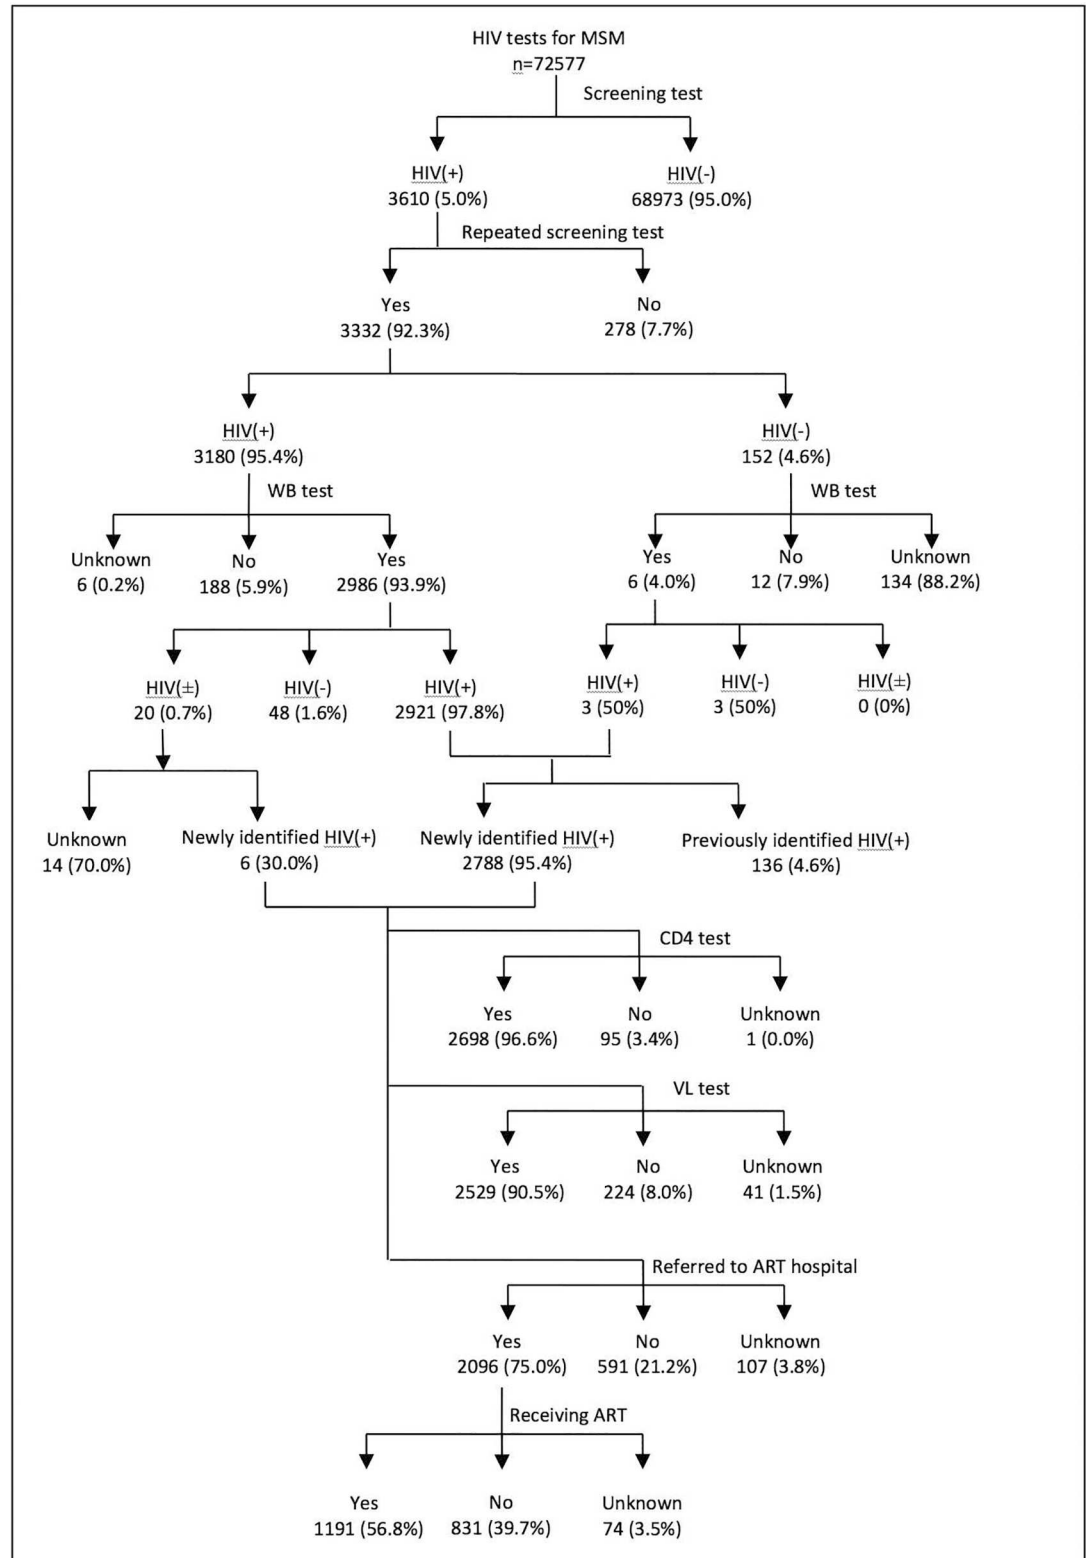 HIV tests for MSM
n=72577
Screening test
HIV(+)
3610 (5.0%)
HIV(-)
68973 (95.0%)
Repeated screening test
Yes
3332 (92.3%)
No
278 (7.7%)
HIV(+)
3180 (95.4%)
HIV(-)
152 (4.6%)
WB test
WB test
Unknown
6 (0.2%)
No
188 (5.9%)
Yes
2986 (93.9%)
Yes
6 (4.0%)
No
12 (7.9%)
Unknown
134 (88.2%)
HIV(±)
20 (0.7%)
HIV(-)
48 (1.6%)
HIV(+)
2921 (97.8%)
HIV(+)
3 (50%)
HIV(-)
3 (50%)
HIV(±)
0 (0%)
Unknown
14 (70.0%)
Newly identified HIV(+)
6 (30.0%)
Newly identified HIV(+)
2788 (95.4%)
Previously identified HIV(+)
136 (4.6%)
CD4 test
Yes
2698 (96.6%)
No
95 (3.4%)
Unknown
1 (0.0%)
VL test
Yes
2529 (90.5%)
No
224 (8.0%)
Unknown
41 (1.5%)
Referred to ART hospital
Yes
2096 (75.0%)
No
591 (21.2%)
Unknown
107 (3.8%)
Receiving ART
Yes
1191 (56.8%)
No
831 (39.7%)
Unknown
74 (3.5%)